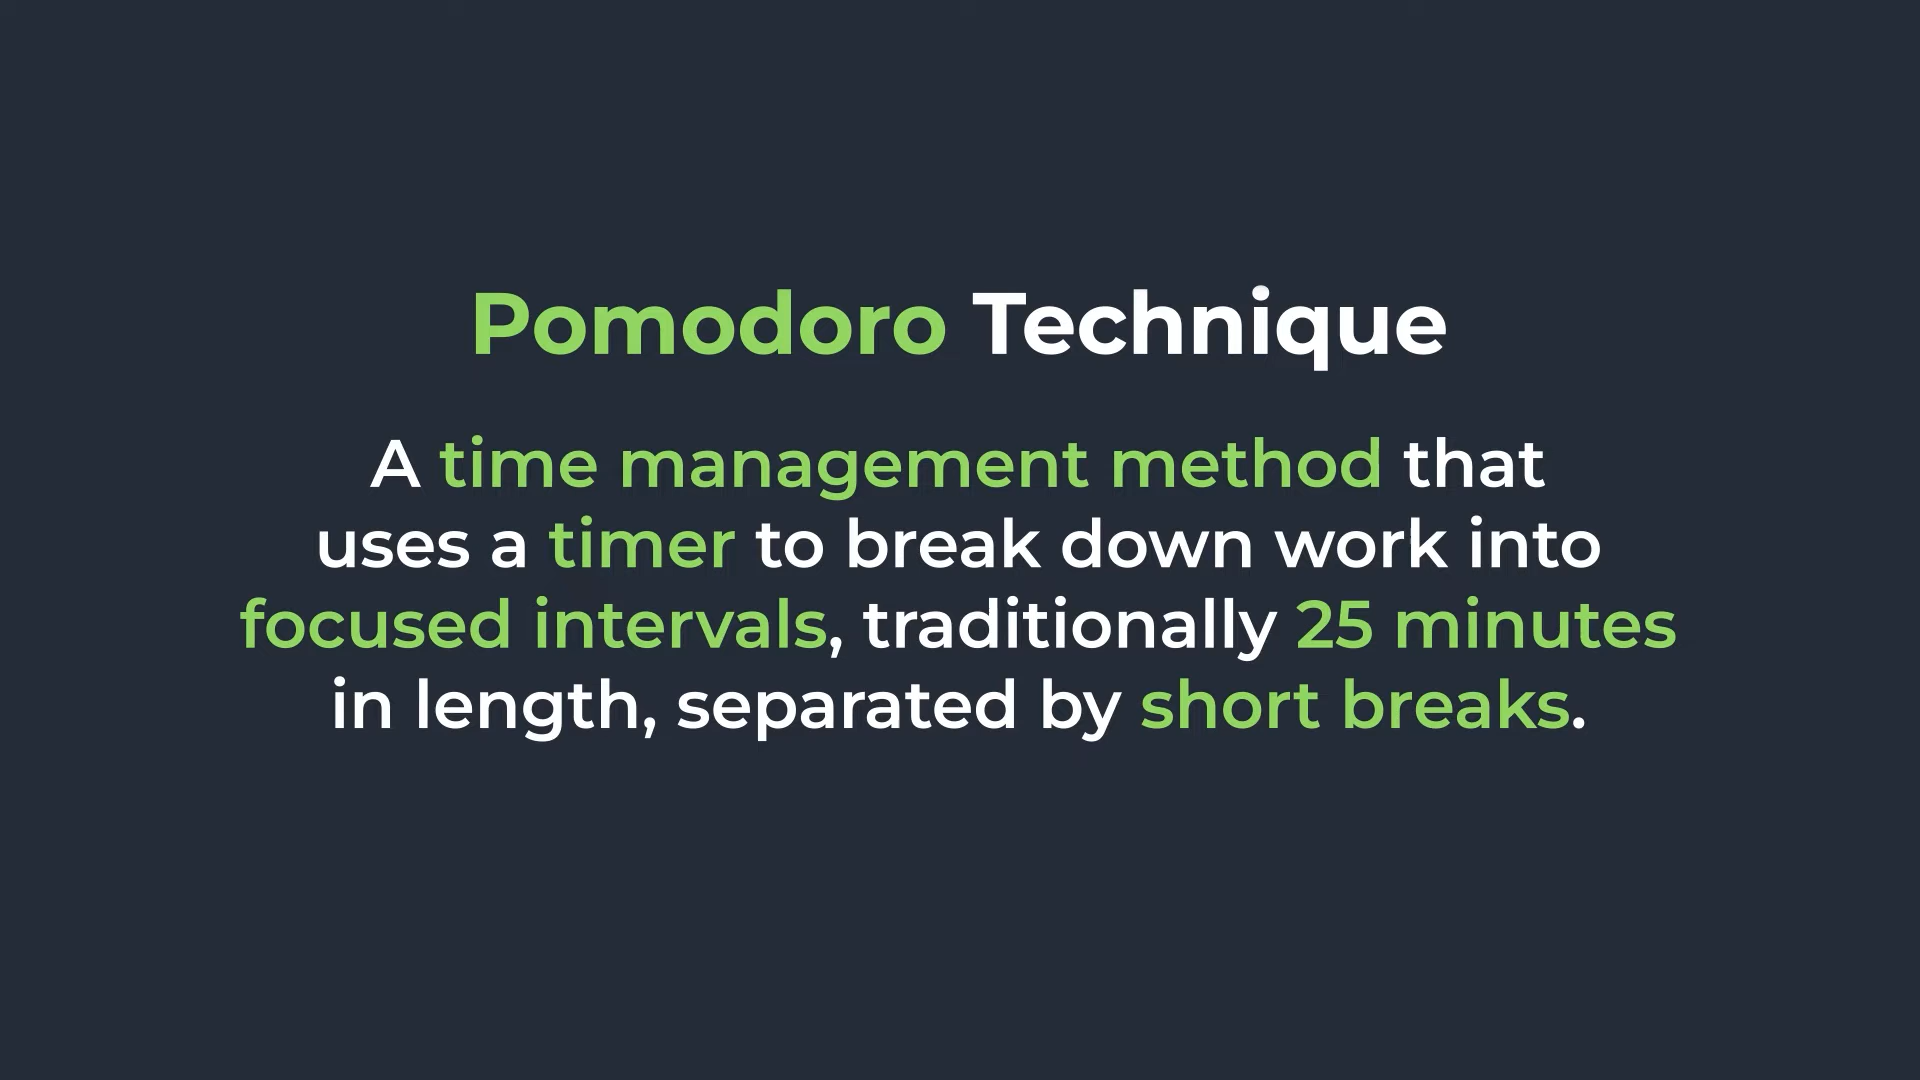 Pomodoro Technique
A time management method that
uses a timer to break down work into
focused intervals, traditionally 25 minutes
in length, separated by short breaks.